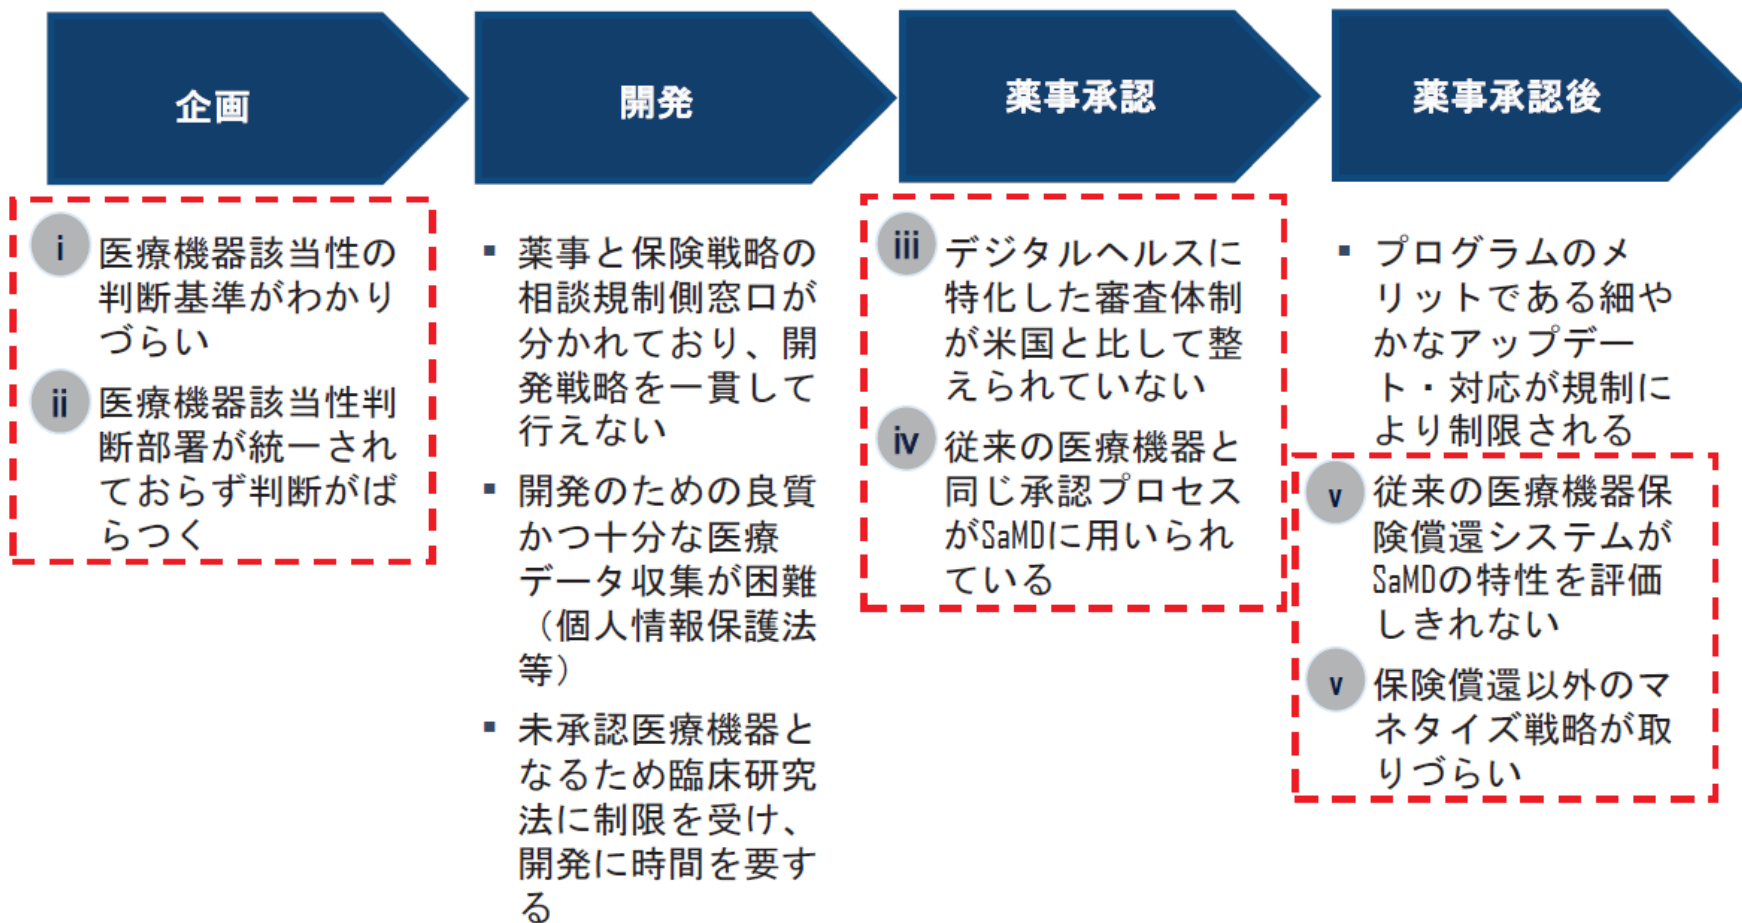 企画
開発
薬事承認
薬事承認後
i
医療機器該当性の
判断基準がわかり
づらい
ii
医療機器該当性判
断部署が統一され
ておらず判断がば
らつく
▪ 薬事と保険戦略の
相談規制側窓口が
分かれており、開
発戦略を一貫して
行えない
▪ 開発のための良質
かつ十分な医療
データ収集が困難
（個人情報保護法
等）
▪ 未承認医療機器と
なるため臨床研究
法に制限を受け、
開発に時間を要す
る
iii
デジタルヘルスに
特化した審査体制
が米国と比して整
えられていない
iv
従来の医療機器と
同じ承認プロセス
がSaMDに用いられ
ている
▪ プログラムのメ
リットである細や
かなアップデー
ト・対応が規制に
より制限される
v
従来の医療機器保
険償還システムが
SaMDの特性を評価
しきれない
v
保険償還以外のマ
ネタイズ戦略が取
りづらい